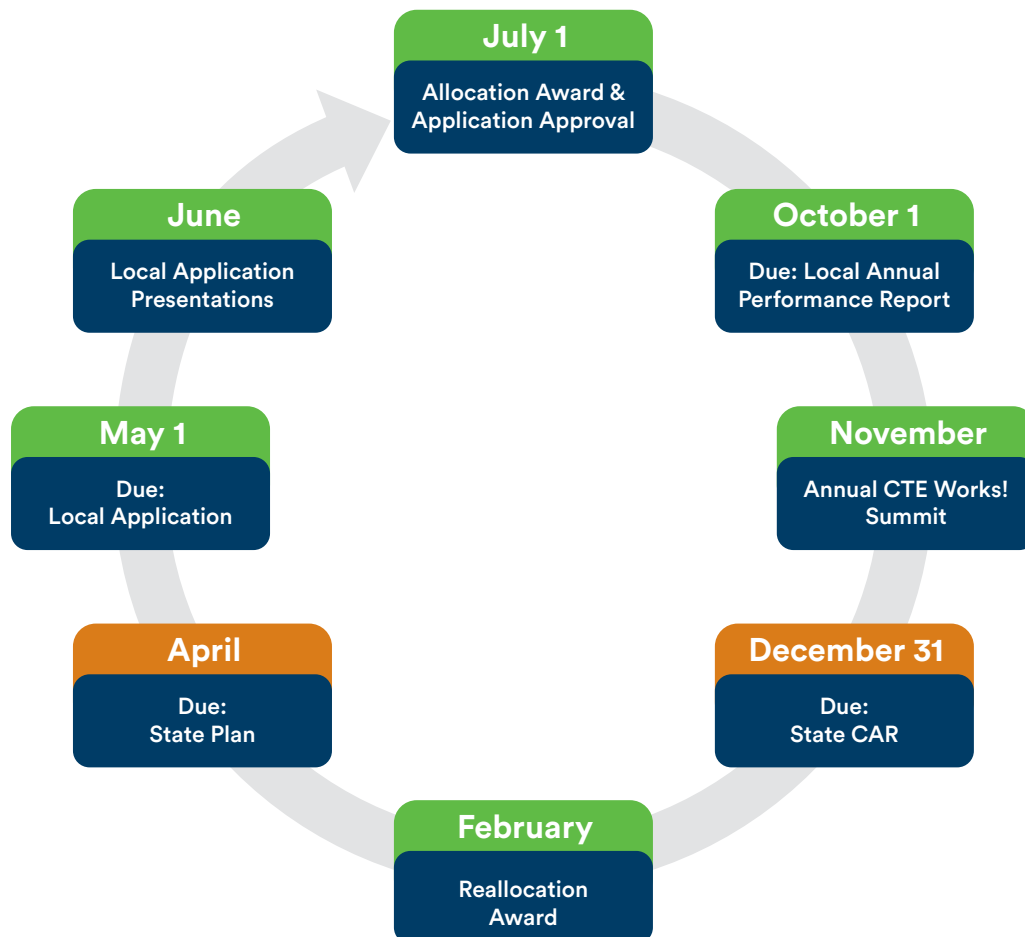 July 1
Allocation Award &
Application Approval
October 1
Due: Local Annual
Performance Report
November
Annual CTE Works!
Summit
December 31
Due:
State CAR
February
Reallocation
Award
April
Due:
State Plan
May 1
Due:
Local Application
June
Local Application
Presentations